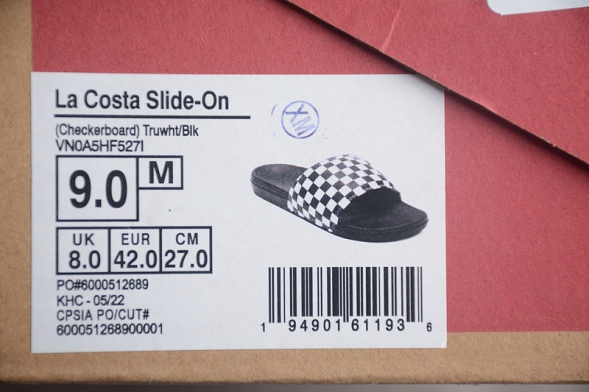 La Costa Slide-On
(Checkerboard) Truwht/Blk
VN0A5HF527I
9.0 M
UK EUR CM
8.0 42.0 27.0
PO#6000512689
KHC - 05/22
CPSIA PO/CUT#
600051268900001
1 94901 61193 6
XM